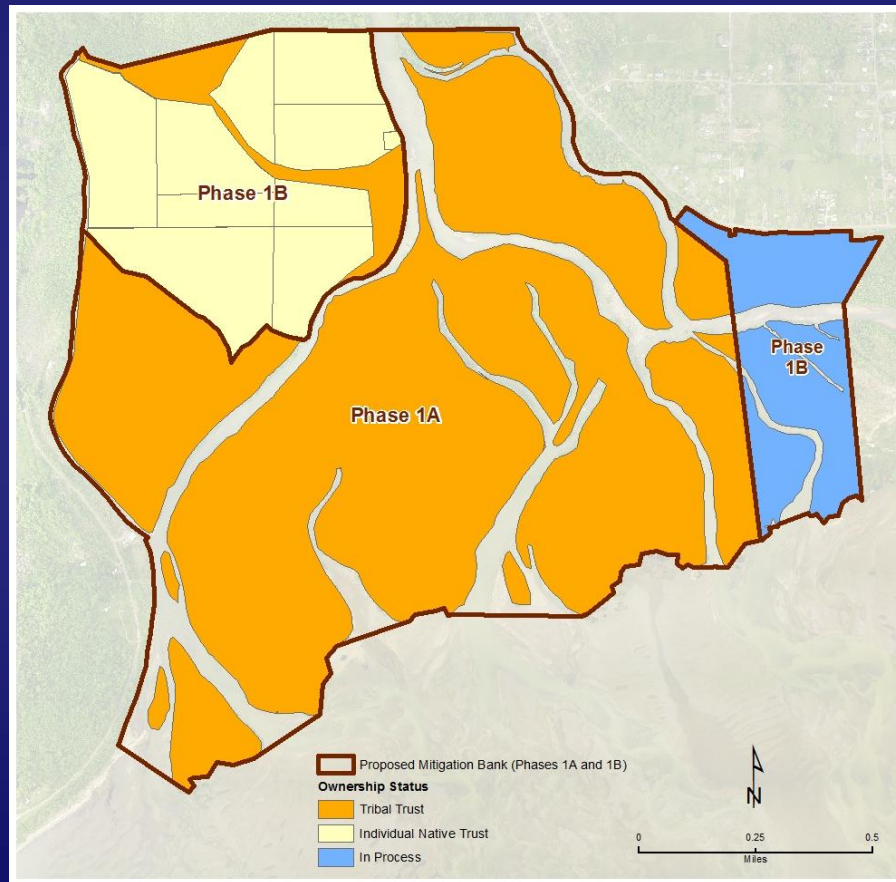 Phase 1B
Phase
1B
Phase 1A
Proposed Mitigation Bank (Phases 1A and 1B)
Ownership Status
Tribal Trust
Individual Native Trust
In Process
N
0 0.25 0.5
Miles